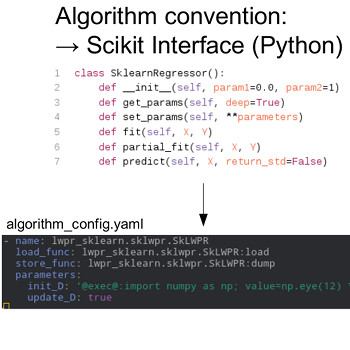 Algorithm convention:
→ Scikit Interface (Python)
1 class SklearnRegressor():
2 def __init__(self, param1=0.0, param2=1)
3 def get_params(self, deep=True)
4 def set_params(self, **parameters)
5 def fit(self, X, Y)
6 def partial_fit(self, X, Y)
7 def predict(self, X, return_std=False)
algorithm_config.yaml
- name: lwpr_sklearn.sklwpr.SkLWPR
load_func: lwpr_sklearn.sklwpr.SkLWPR:load
store_func: lwpr_sklearn.sklwpr.SkLWPR:dump
parameters:
init_D: '@exec@:import numpy as np; value=np.eye(12)
update_D: true